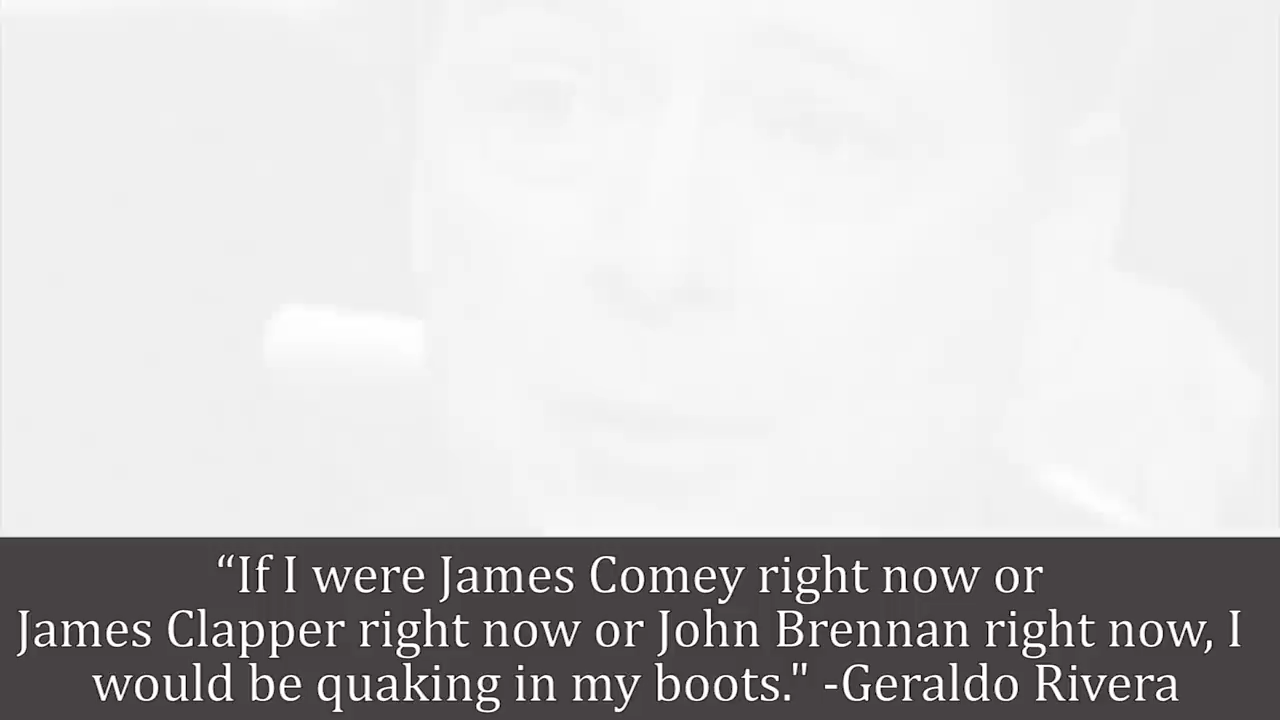 “If I were James Comey right now or
James Clapper right now or John Brennan right now, I
would be quaking in my boots." -Geraldo Rivera